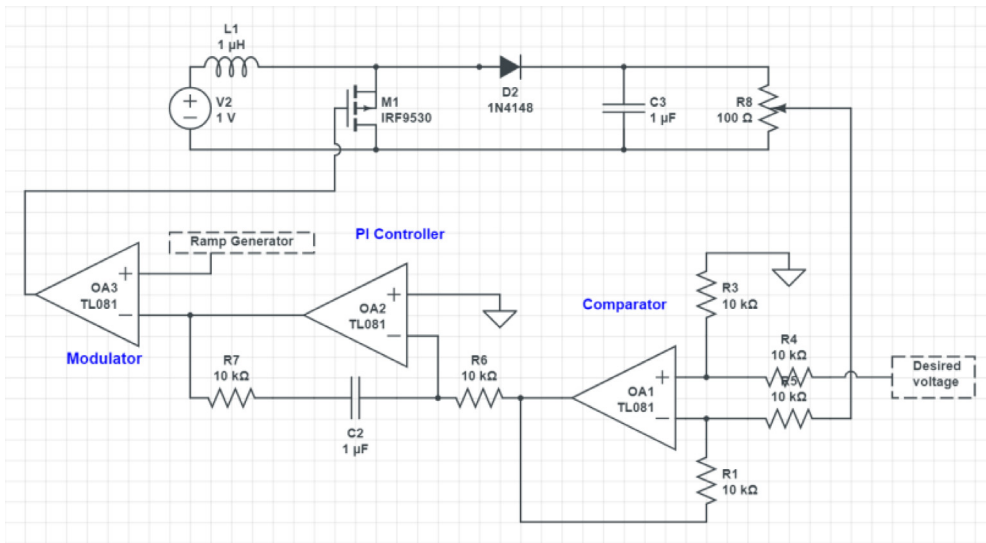 L1
1 µH
V2
1 V
M1
IRF9530
D2
1N4148
C3
1 µF
R8
100 Ω
Ramp Generator
PI Controller
Comparator
Modulator
+
OA3
TL081
−
+
OA2
TL081
−
R7
10 kΩ
C2
1 µF
R6
10 kΩ
+
OA1
TL081
−
R3
10 kΩ
R4
10 kΩ
R5
10 kΩ
Desired
voltage
R1
10 kΩ